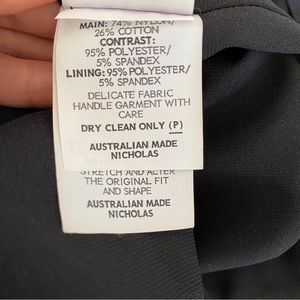 MAIN: 74% NYLON/
26% COTTON
CONTRAST:
95% POLYESTER/
5% SPANDEX
LINING: 95% POLYESTER/
5% SPANDEX
DELICATE FABRIC
HANDLE GARMENT WITH
CARE
DRY CLEAN ONLY (P)
AUSTRALIAN MADE
NICHOLAS
STRETCH AND ALTER
THE ORIGINAL FIT
AND SHAPE
AUSTRALIAN MADE
NICHOLAS